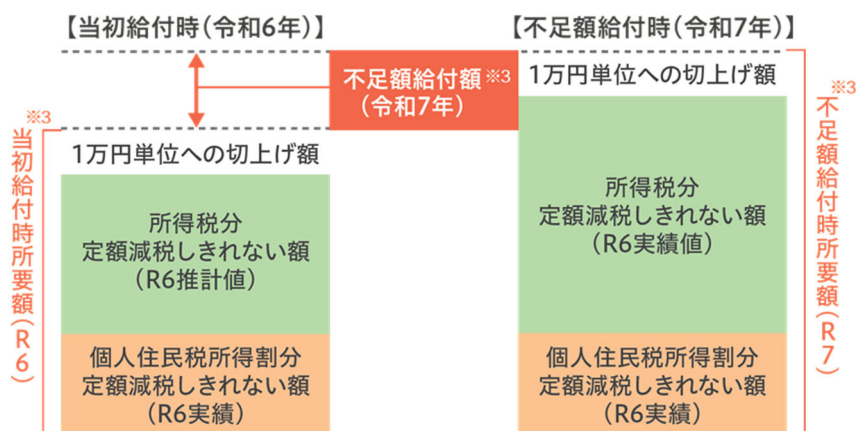 【当初給付時(令和6年)】
【不足額給付時(令和7年)】
不足額給付額※3
(令和7年)
1万円単位への切上げ額
※3
当初給付時所要額(R6)
1万円単位への切上げ額
所得税分
定額減税しきれない額
(R6推計値)
個人住民税所得割分
定額減税しきれない額
(R6実績)
所得税分
定額減税しきれない額
(R6実績値)
個人住民税所得割分
定額減税しきれない額
(R6実績)
※3
不足額給付時所要額(R7)